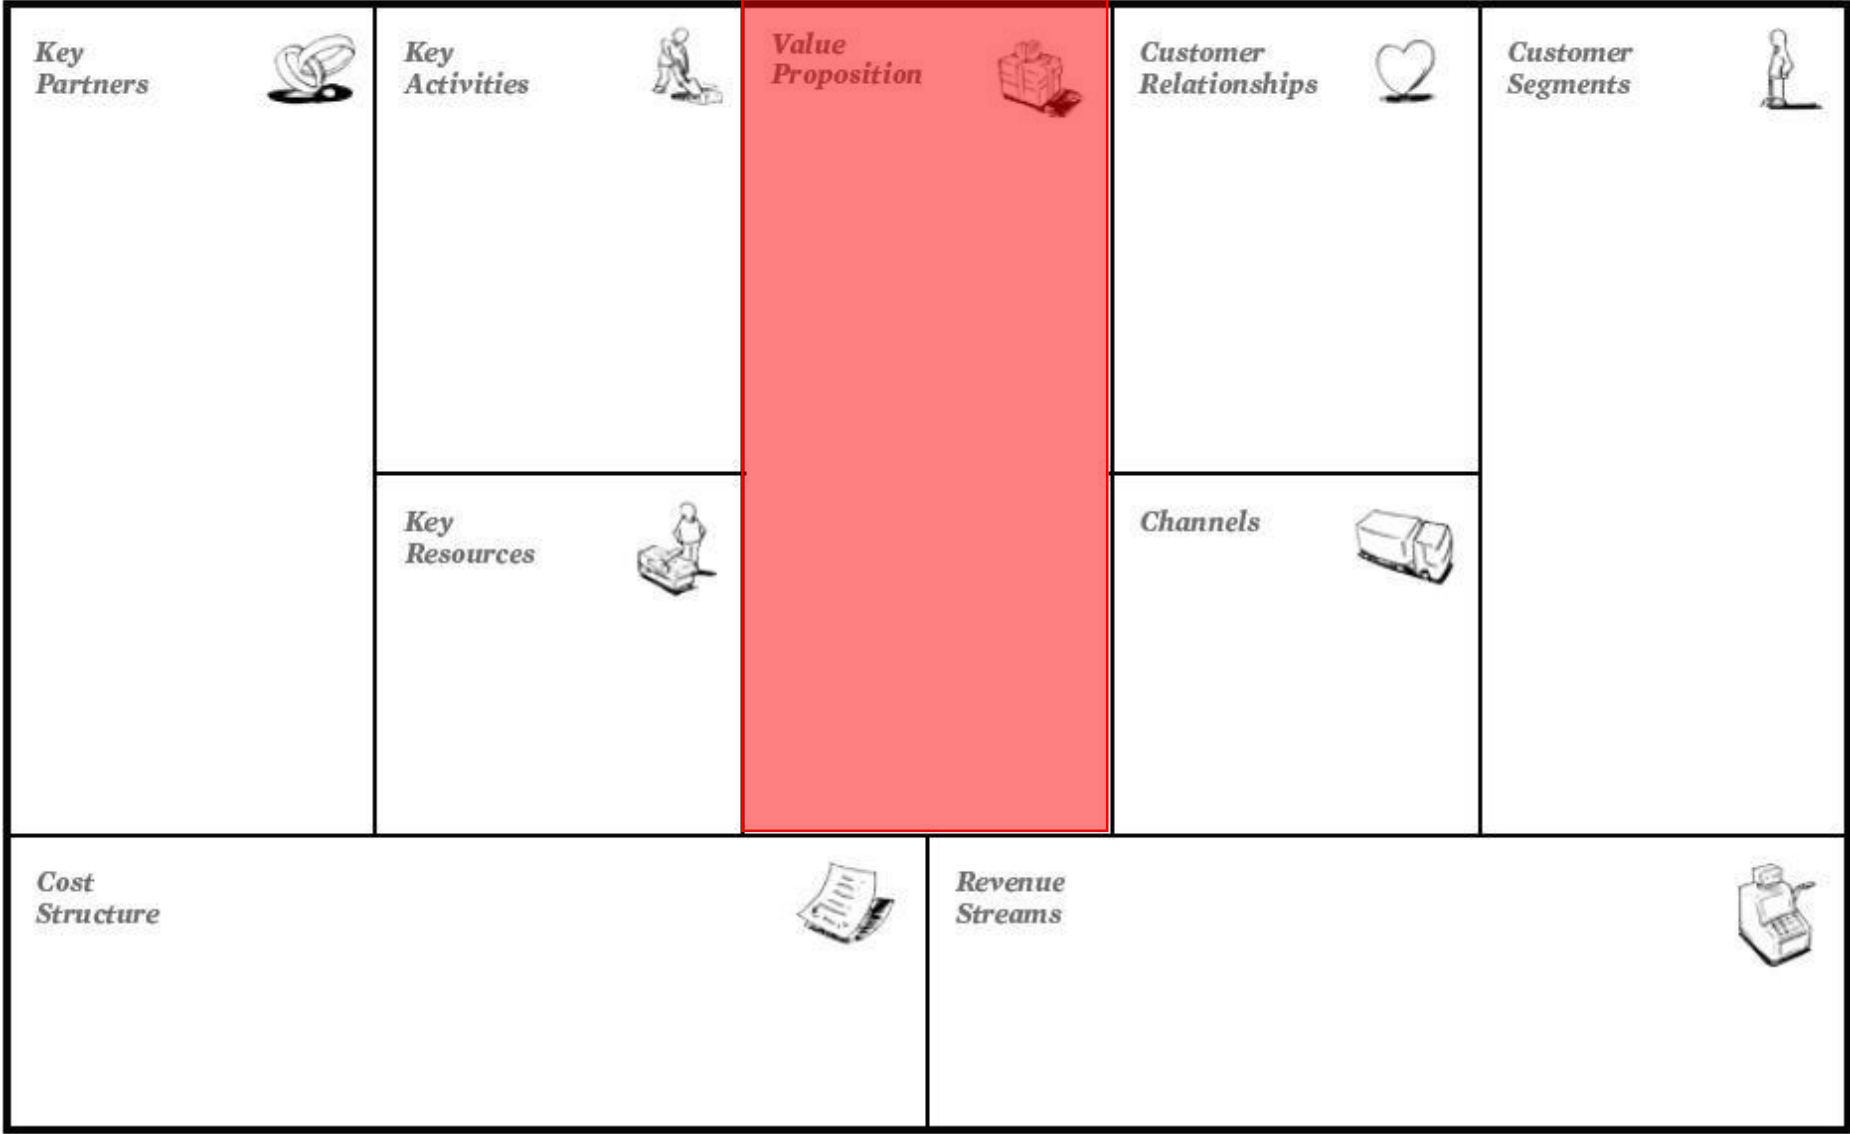 Key
Partners
Key
Activities
Value
Proposition
Customer
Relationships
Customer
Segments
Key
Resources
Channels
Cost
Structure
Revenue
Streams